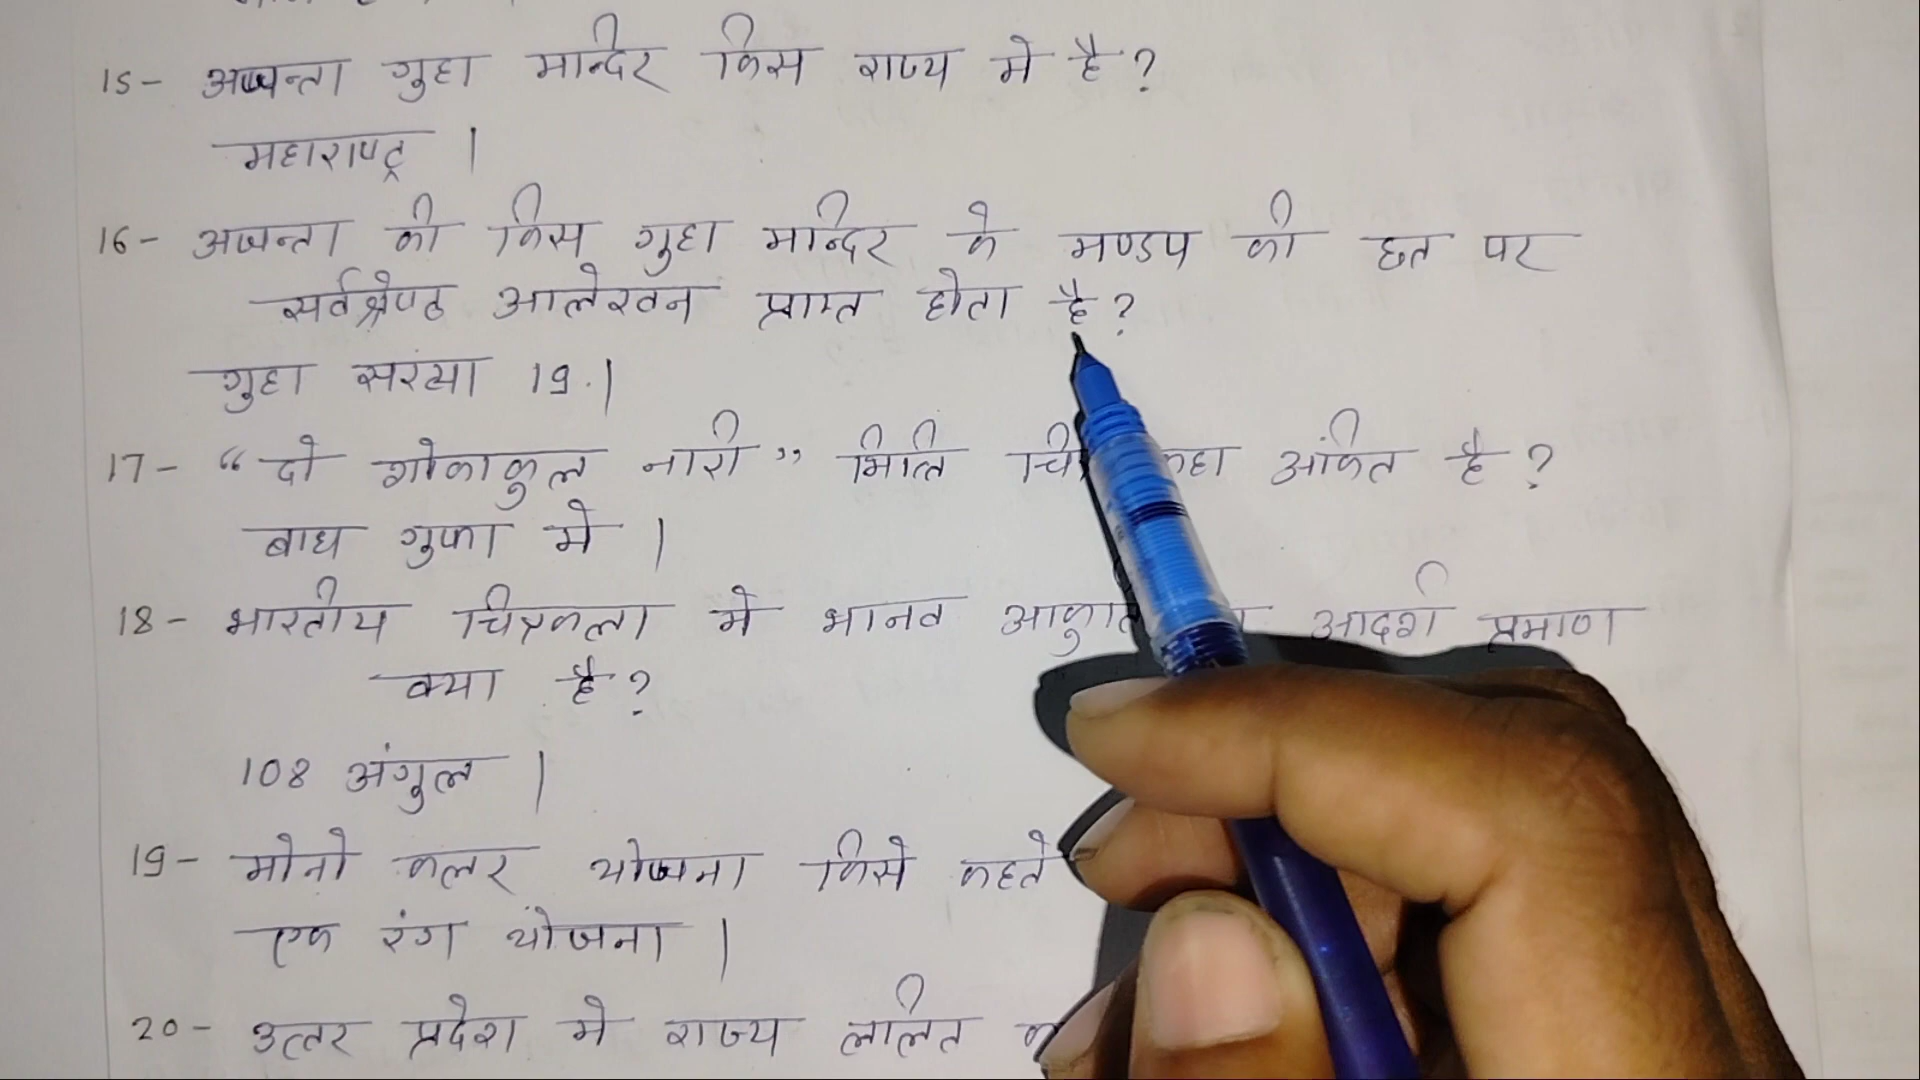 15- अजन्ता गुहा मन्दिर किस राज्य मे है?
महाराष्ट्र |
16- अजन्ता की किस गुहा मन्दिर के मण्डप की छत पर
सर्वश्रेष्ठ आलेखन प्राप्त होता है?
गुहा संख्या 19.|
17- “दो शोकाकुल नारी” भित्ति अंकित है?
बाघ गुफा मे |
18- भारतीय चित्रकला मे मानव आदर्श प्रमाण
क्या है?
108 अंगुल |
19- मोनो कलर योजना किसे कहते
एक रंग योजना |
20- उत्तर प्रदेश मे राज्य ललित